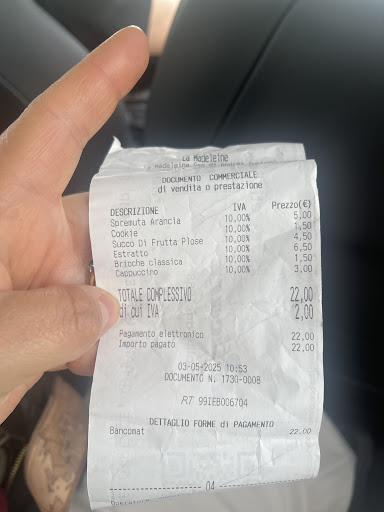 La Madeleine
DOCUMENTO COMMERCIALE
di vendita o prestazione
DESCRIZIONE IVA Prezzo(€)
Spremuta Arancia 10,00% 5,00
Cookie 10,00% 1,50
Succo Di Frutta Plose 10,00% 4,50
Estratto 10,00% 6,50
Brioche classica 10,00% 1,50
Cappuccino 10,00% 3,00
TOTALE COMPLESSIVO 22,00
di cui IVA 2,00
Pagamento elettronico 22,00
Importo pagato 22,00
03-05-2025 10:53
DOCUMENTO N. 1730-0008
RT 99IEB006704
DETTAGLIO FORME di PAGAMENTO
Bancomat 22,00
04